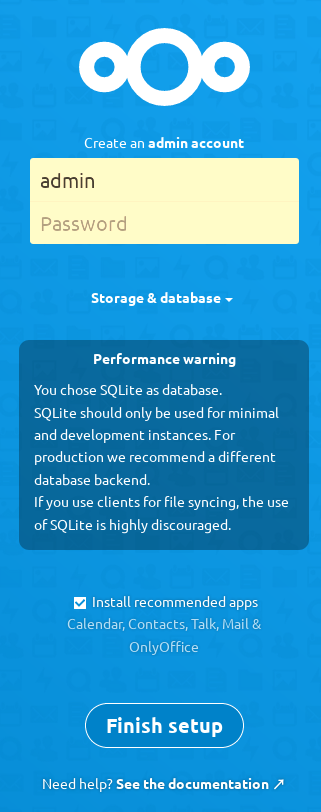 Create an admin account
admin
Password
Storage & database
Performance warning
You chose SQLite as database.
SQLite should only be used for minimal
and development instances. For
production we recommend a different
database backend.
If you use clients for file syncing, the use
of SQLite is highly discouraged.
Install recommended apps
Calendar, Contacts, Talk, Mail &
OnlyOffice
Finish setup
Need help? See the documentation ↗